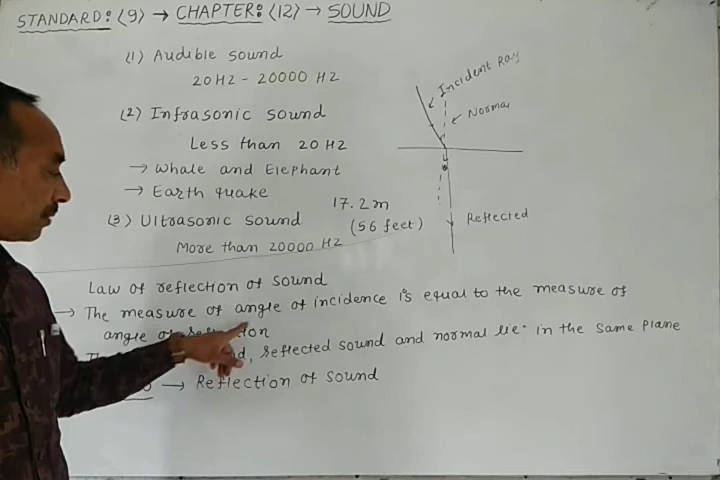 STANDARD: <9> → CHAPTER: <12> → SOUND
(1) Audible sound
20HZ - 20000 HZ
(2) Infrasonic sound
Less than 20 HZ
→ Whale and Elephant
→ Earth quake
17.2m
(3) Ultrasonic sound (56 feet)
More than 20000 HZ
Incident Ray
Normal
Reflected
Law of reflection of sound
→ The measure of angle of incidence is equal to the measure of
angle of
reflected sound and normal lie in the same plane
→ Reflection of sound